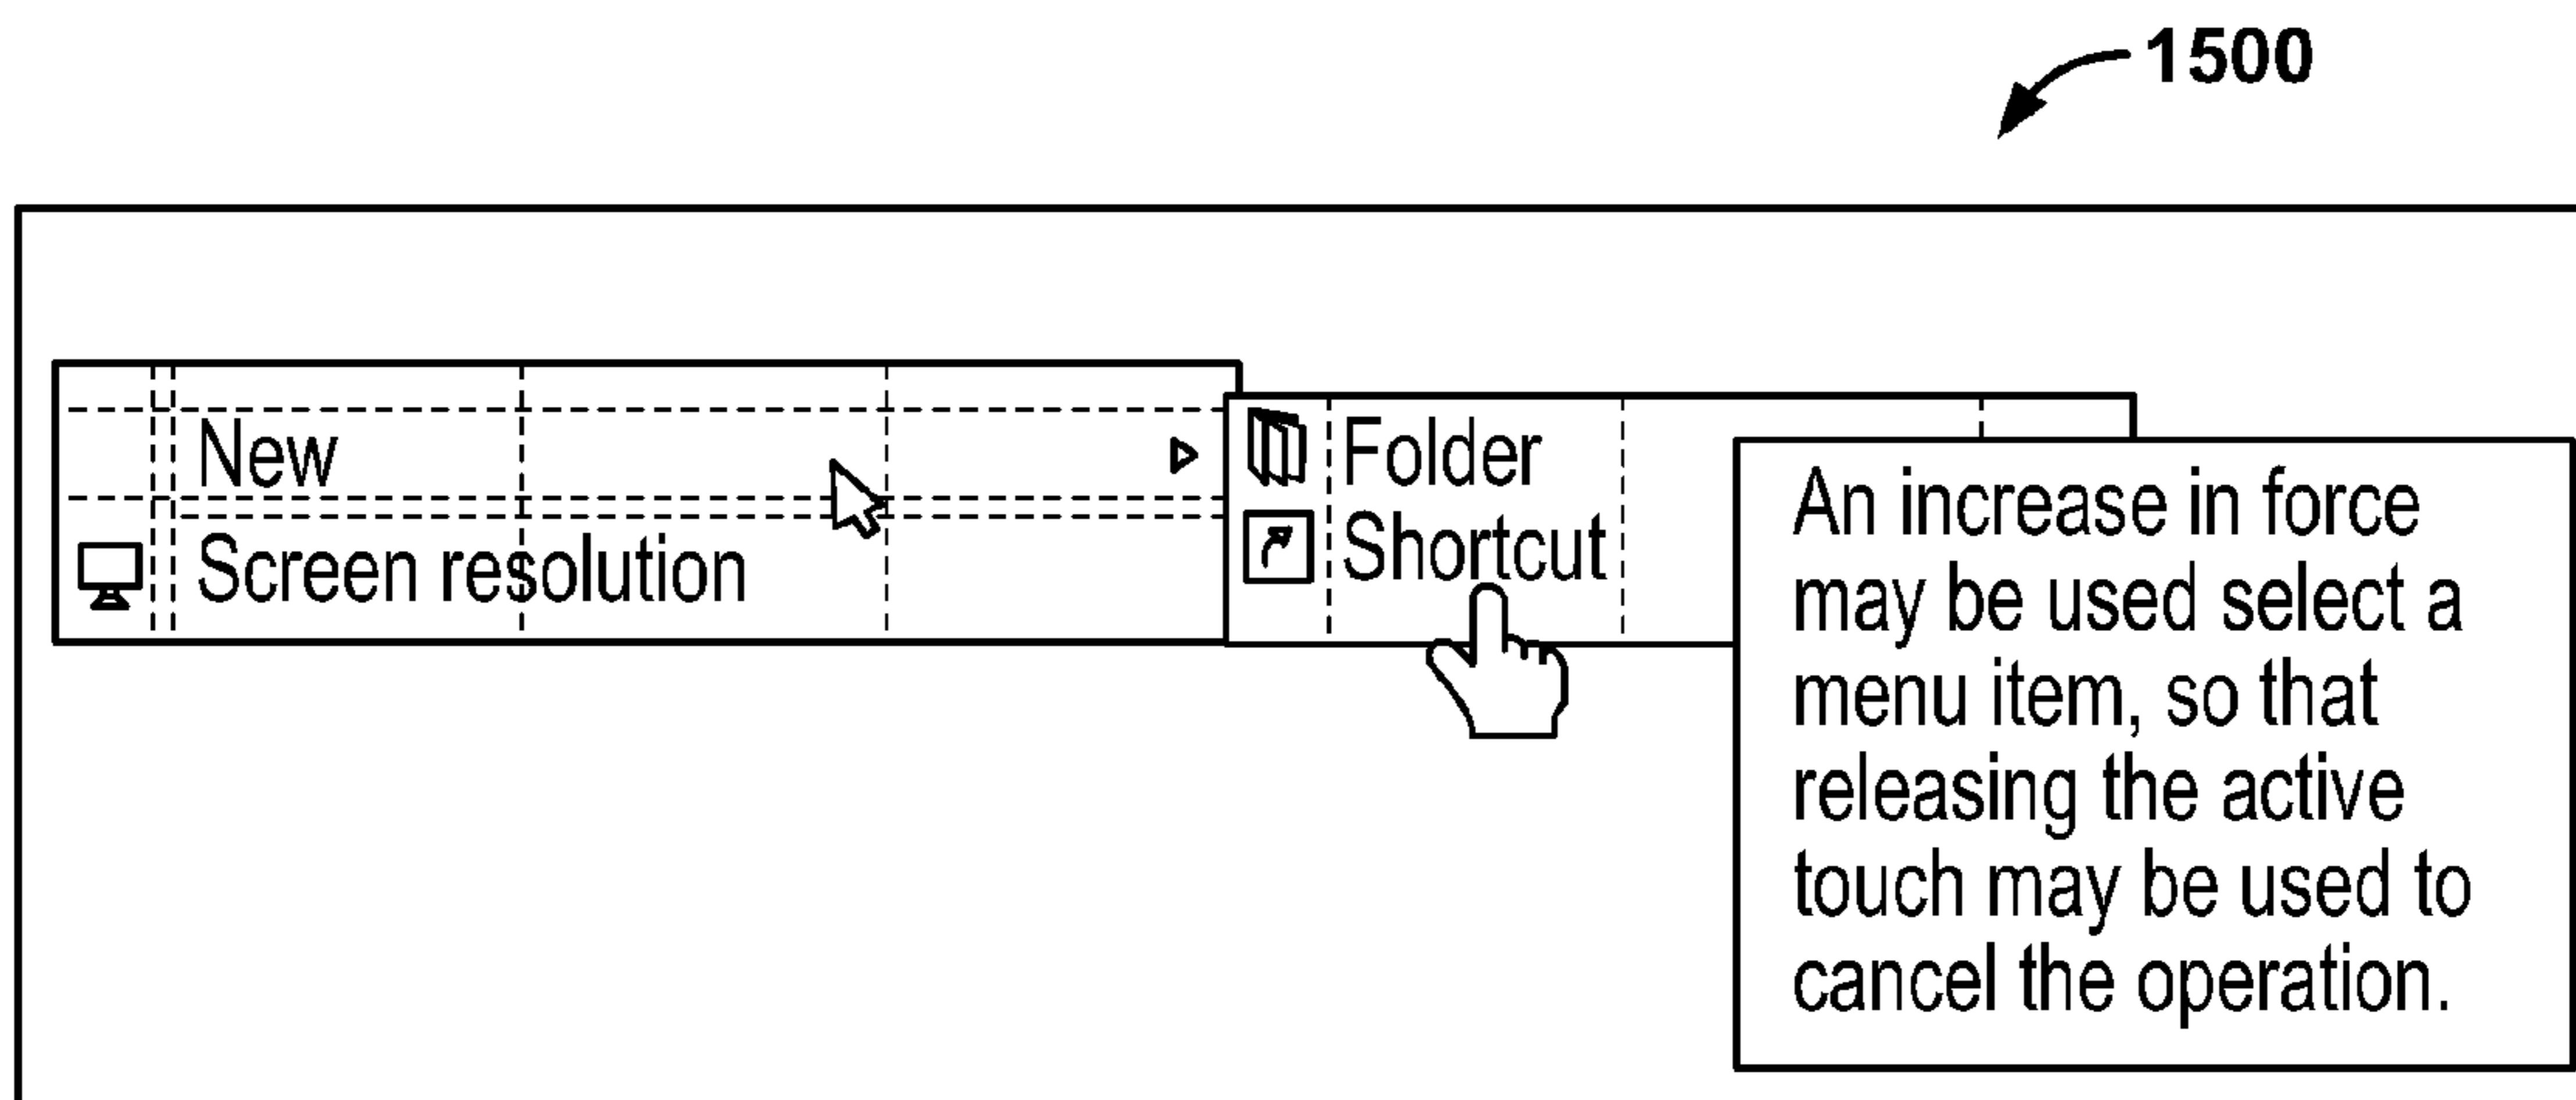 1500
New
Screen resolution
Folder
Shortcut
An increase in force
may be used select a
menu item, so that
releasing the active
touch may be used to
cancel the operation.